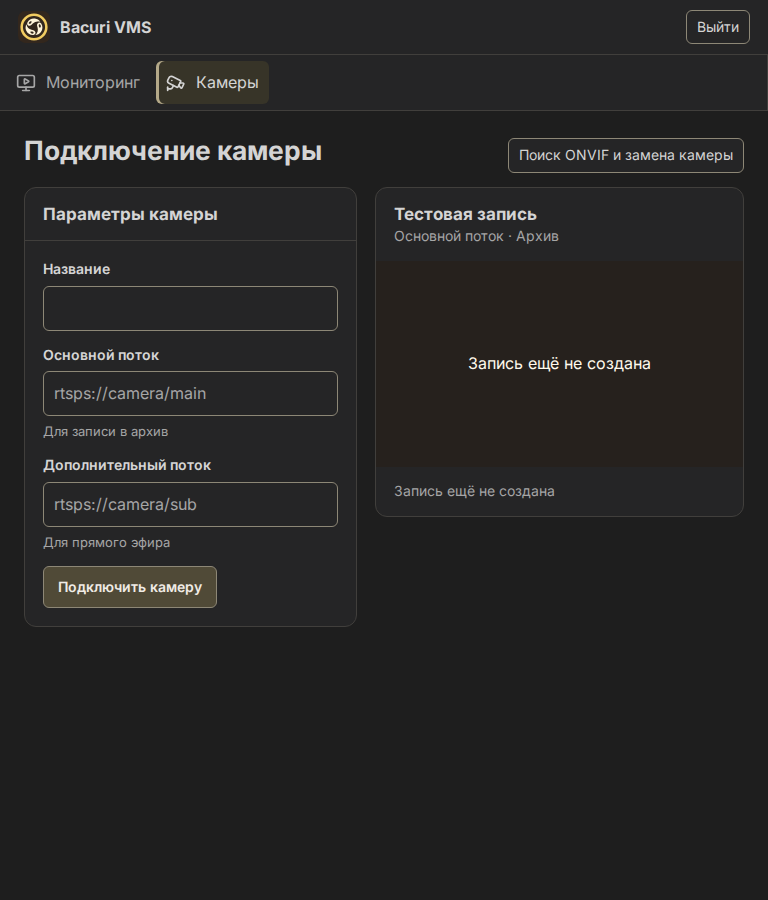 Bacuri VMS
Выйти
Мониторинг
Камеры
Подключение камеры
Поиск ONVIF и замена камеры
Параметры камеры
Название
Основной поток
rtsps://camera/main
Для записи в архив
Дополнительный поток
rtsps://camera/sub
Для прямого эфира
Подключить камеру
Тестовая запись
Основной поток · Архив
Запись ещё не создана
Запись ещё не создана